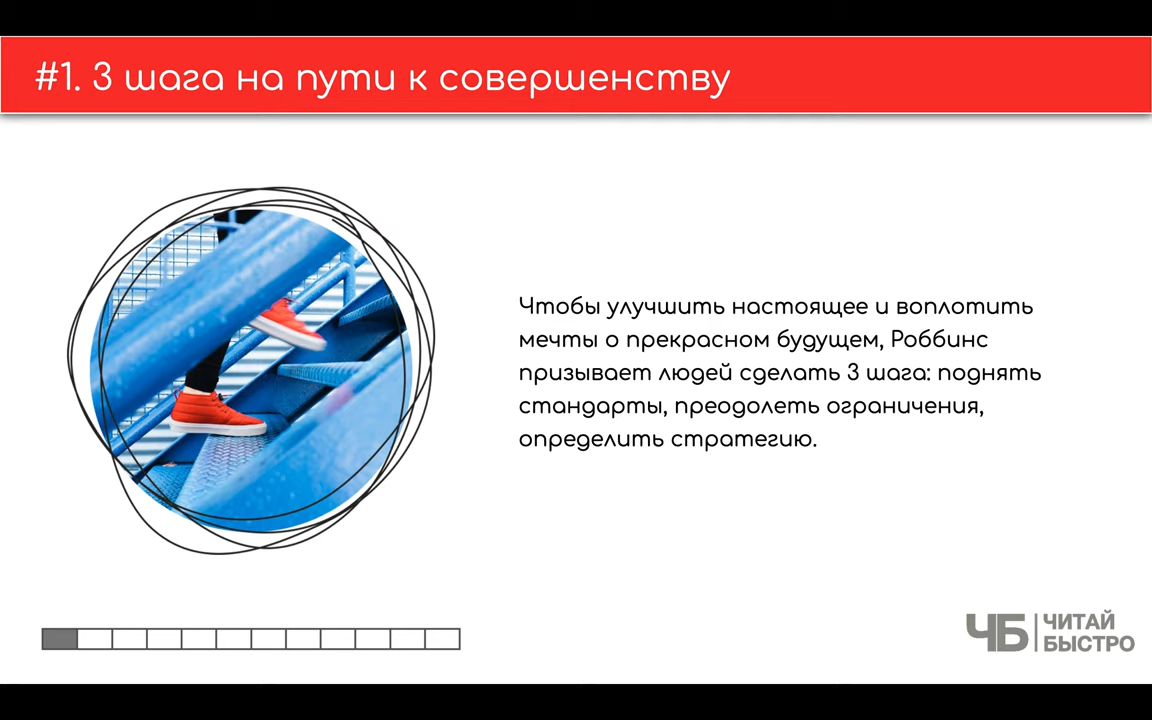 #1. 3 шага на пути к совершенству
Чтобы улучшить настоящее и воплотить
мечты о прекрасном будущем, Роббинс
призывает людей сделать 3 шага: поднять
стандарты, преодолеть ограничения,
определить стратегию.
ЧБ
ЧИТАЙ
БЫСТРО